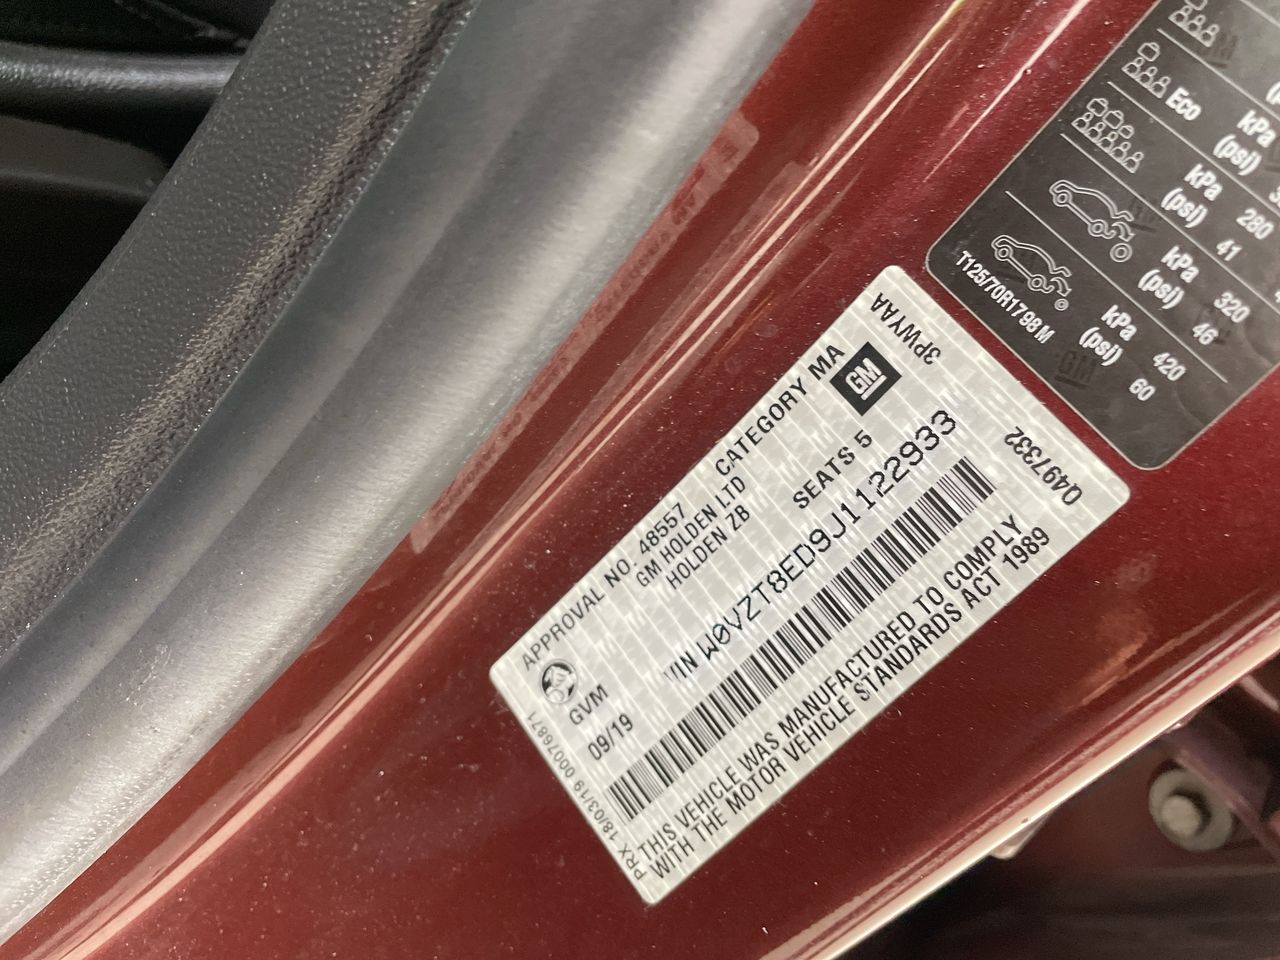 Eco
kPa
(psi)
kPa 280
(psi) 41
kPa 320
(psi) 46
T125/70R1798 M
kPa 420
(psi) 60
APPROVAL NO. 48557 CATEGORY MA
GM HOLDEN LTD
HOLDEN ZB
GM
3PWYAA
GVM
SEATS 5
09/19
VIN W0VZT8ED9J1122933
Q497332
THIS VEHICLE WAS MANUFACTURED TO COMPLY
WITH THE MOTOR VEHICLE STANDARDS ACT 1989
PRX 18/03/19 00076871